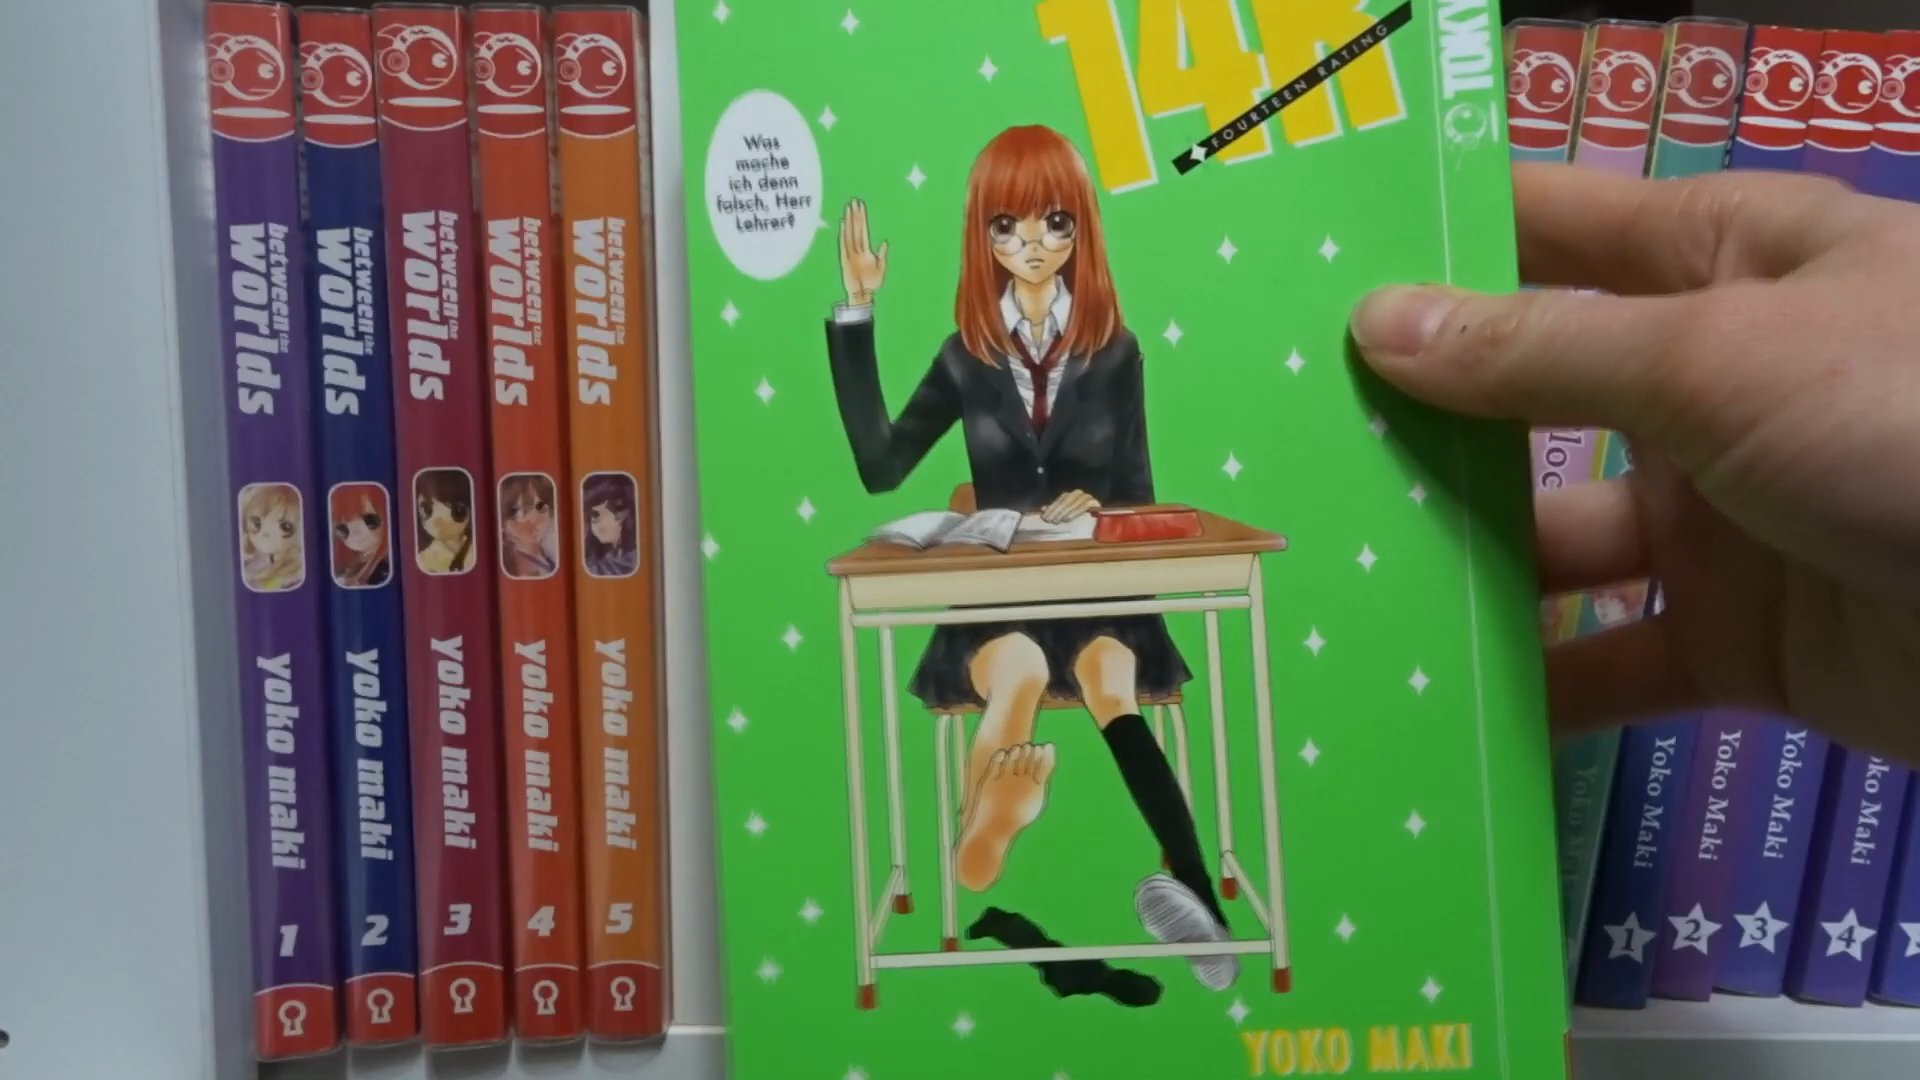 between the
worlds
yoko maki
1
between the
worlds
yoko maki
2
between the
worlds
yoko maki
3
between the
worlds
yoko maki
4
between the
worlds
yoko maki
5
Was
mache
ich denn
falsch, Herr
Lehrer?
14R
FOURTEEN RATING
YOKO MAKI
Yoko Maki
1
Yoko Maki
2
Yoko Maki
3
Yoko Maki
4